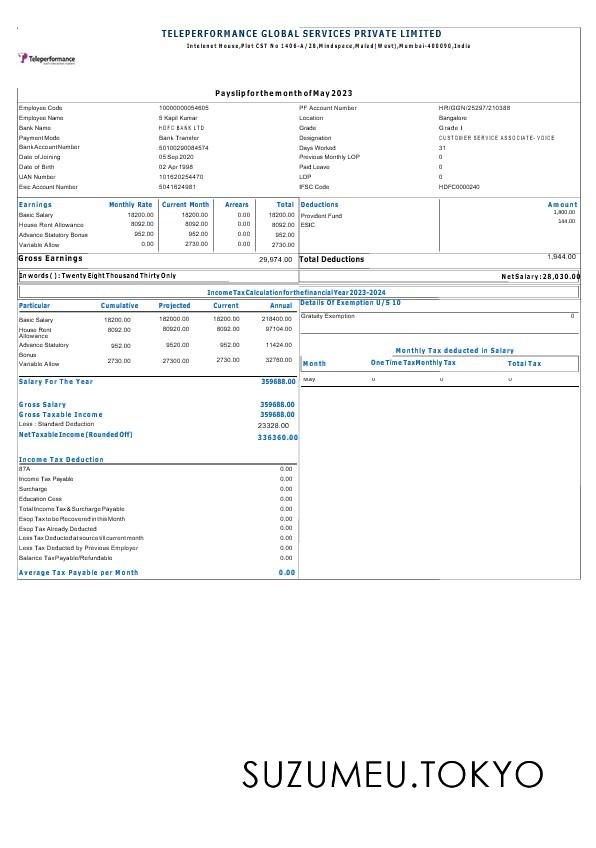 TELEPERFORMANCE GLOBAL SERVICES PRIVATE LIMITED
Intelenet House,Plot CST No 1406-A/28,Mindspace,Malad(West),Mumbai-400090,India
Teleperformance
Payslip for the month of May 2023
Employee Code 10000000054605 PF Account Number HR/GGN/25297/210388
Employee Name S Kapil Kumar Location Bangalore
Bank Name HDFC BANK LTD Grade Grade I
Payment Mode Bank Transfer Designation CUSTOMER SERVICE ASSOCIATE-VOICE
Bank Account Number 50100290084574 Days Worked 31
Date of Joining 05 Sep 2020 Previous Monthly LOP 0
Date of Birth 02 Apr 1998 Paid Leave 0
UAN Number 101620254470 LOP 0
Esic Account Number 5041624981 IFSC Code HDFC0000240
Earnings Monthly Rate Current Month Arrears Total Deductions Amount
Basic Salary 18200.00 18200.00 0.00 18200.00 Provident Fund 1,800.00
House Rent Allowance 8092.00 8092.00 0.00 8092.00 ESIC 144.00
Advance Statutory Bonus 952.00 952.00 0.00 952.00
Variable Allow 0.00 2730.00 0.00 2730.00
Gross Earnings 29,974.00 Total Deductions 1,944.00
In words ( ) : Twenty Eight Thousand Thirty Only Net Salary : 28,030.00
Income Tax Calculation for the financial Year 2023-2024
Particular Cumulative Projected Current Annual Details Of Exemption U/S 10
Basic Salary 18200.00 18200.00 18200.00 218400.00 Gratuity Exemption 0
House Rent Allowance 8092.00 80920.00 8092.00 97104.00
Advance Statutory Bonus 952.00 9520.00 952.00 11424.00
Variable Allow 2730.00 27300.00 2730.00 32760.00
Monthly Tax deducted in Salary
Month One Time Tax Monthly Tax Total Tax
May 0 0 0
Salary For The Year 359688.00
Gross Salary 359688.00
Gross Taxable Income 359688.00
Less : Standard Deduction 23328.00
Net Taxable Income (Rounded Off) 336360.00
Income Tax Deduction
87A 0.00
Income Tax Payable 0.00
Surcharge 0.00
Education Cess 0.00
Total Income Tax & Surcharge Payable 0.00
Esop Tax to be Recovered in this Month 0.00
Esop Tax Already Deducted 0.00
Less Tax Deducted at source till current month 0.00
Less Tax Deducted by Previous Employer 0.00
Balance Tax Payable/Refundable 0.00
Average Tax Payable per Month 0.00
SUZUMEU.TOKYO